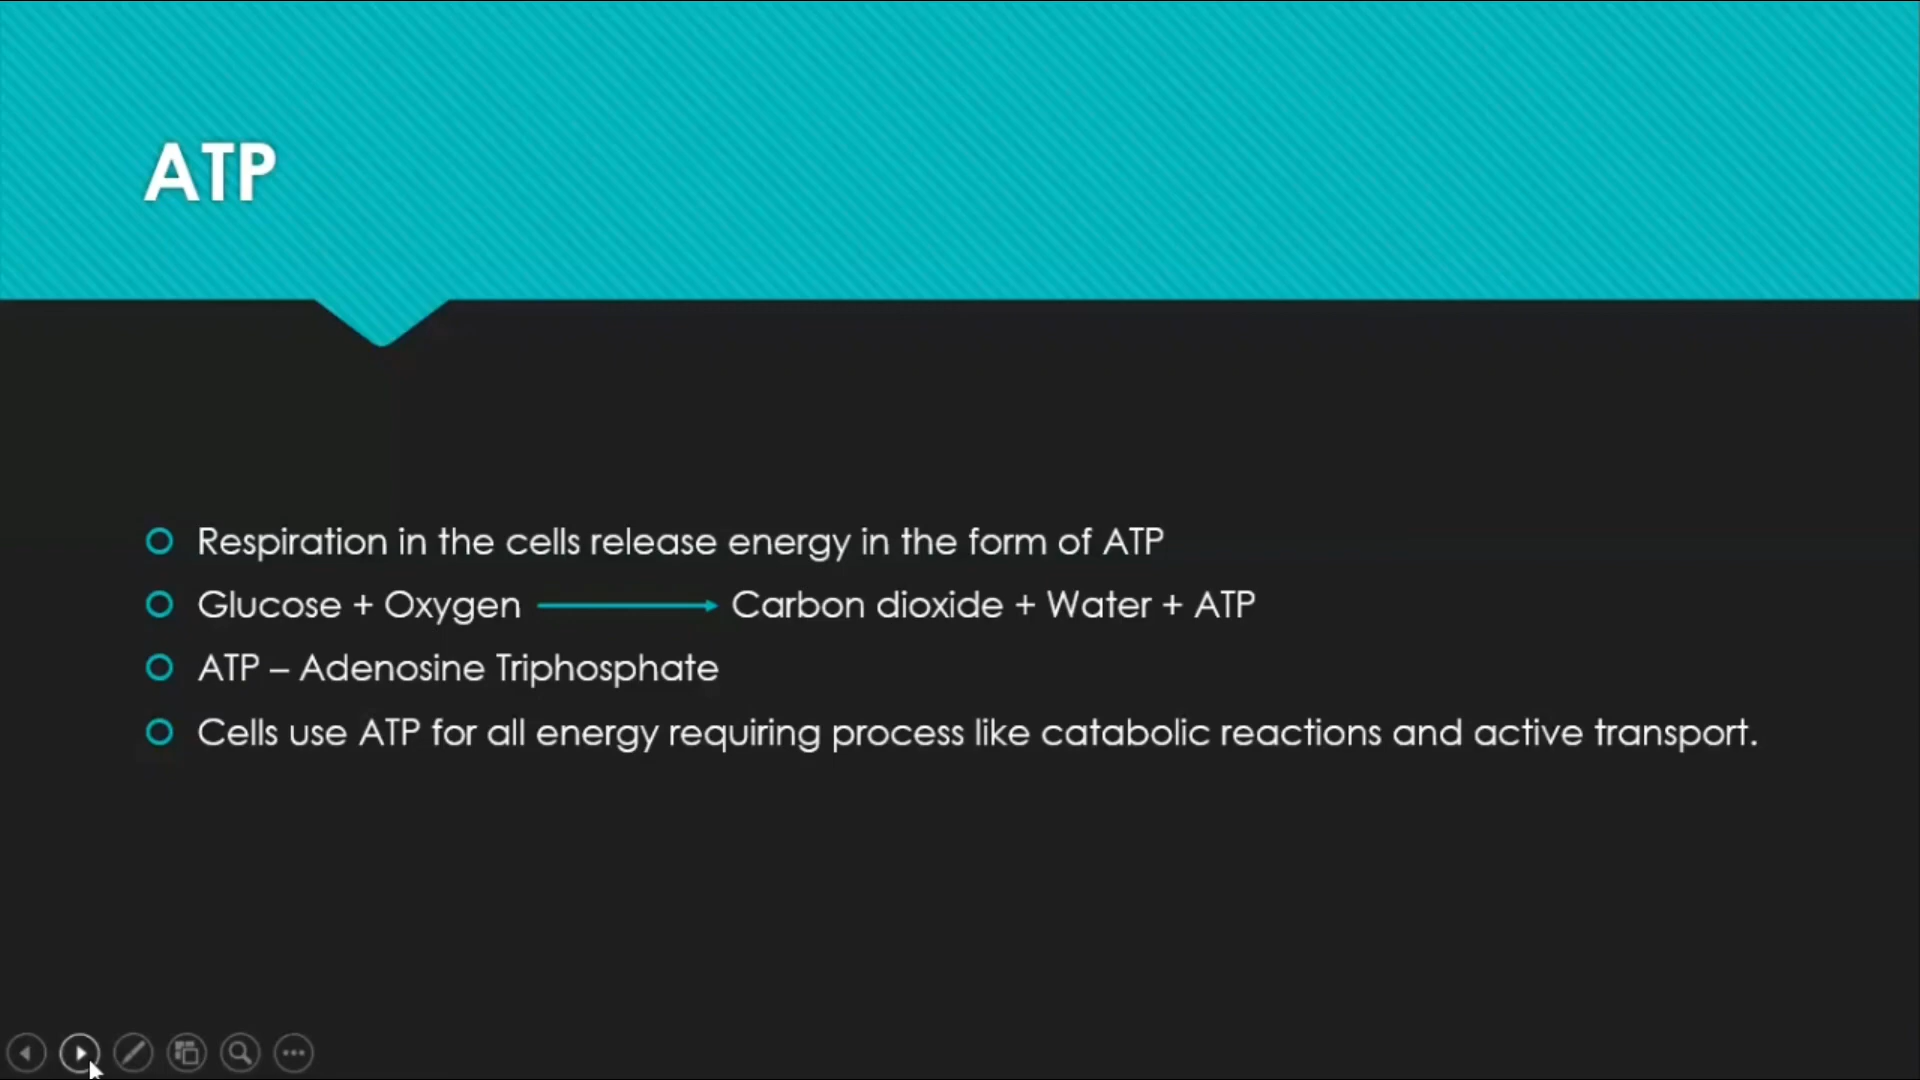 ATP
Respiration in the cells release energy in the form of ATP
Glucose + Oxygen → Carbon dioxide + Water + ATP
ATP – Adenosine Triphosphate
Cells use ATP for all energy requiring process like catabolic reactions and active transport.